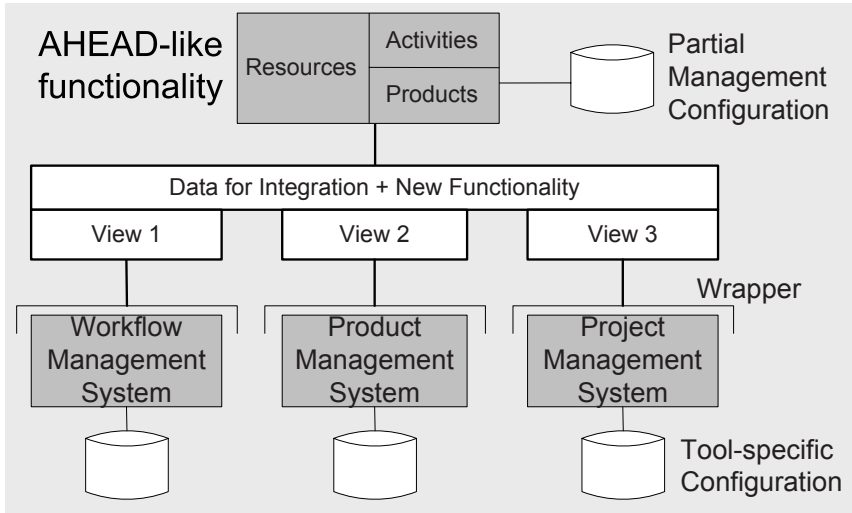 AHEAD-like
functionality
Resources
Activities
Products
Partial
Management
Configuration
Data for Integration + New Functionality
View 1
View 2
View 3
Wrapper
Workflow
Management
System
Product
Management
System
Project
Management
System
Tool-specific
Configuration